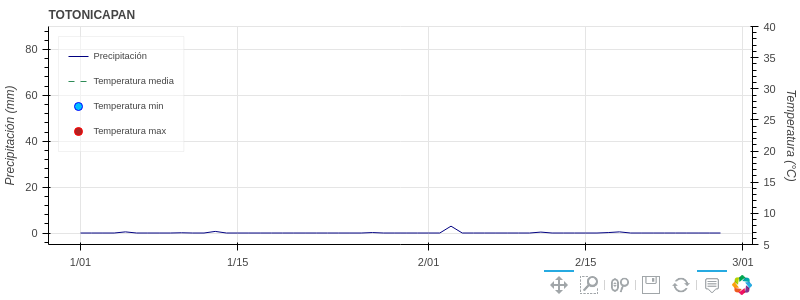 TOTONICAPAN
Precipitación
Temperatura media
Temperatura min
Temperatura max
Precipitación (mm)
80
60
40
20
0
Temperatura (°C)
40
35
30
25
20
15
10
5
1/01
1/15
2/01
2/15
3/01